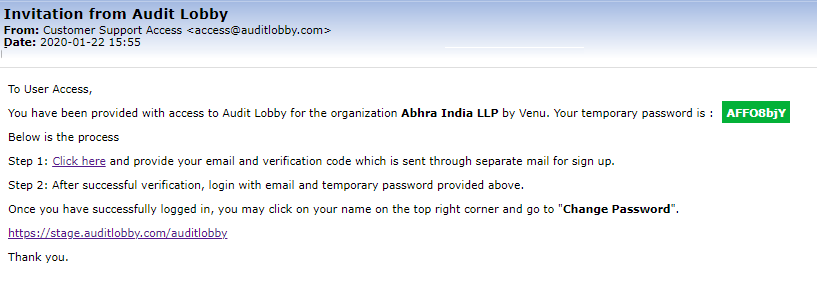 Invitation from Audit Lobby
From: Customer Support Access <access@auditlobby.com>
Date: 2020-01-22 15:55
To User Access,
You have been provided with access to Audit Lobby for the organization Abhra India LLP by Venu. Your temporary password is : AFFO8bjY
Below is the process
Step 1: Click here and provide your email and verification code which is sent through separate mail for sign up.
Step 2: After successful verification, login with email and temporary password provided above.
Once you have successfully logged in, you may click on your name on the top right corner and go to "Change Password".
https://stage.auditlobby.com/auditlobby
Thank you.